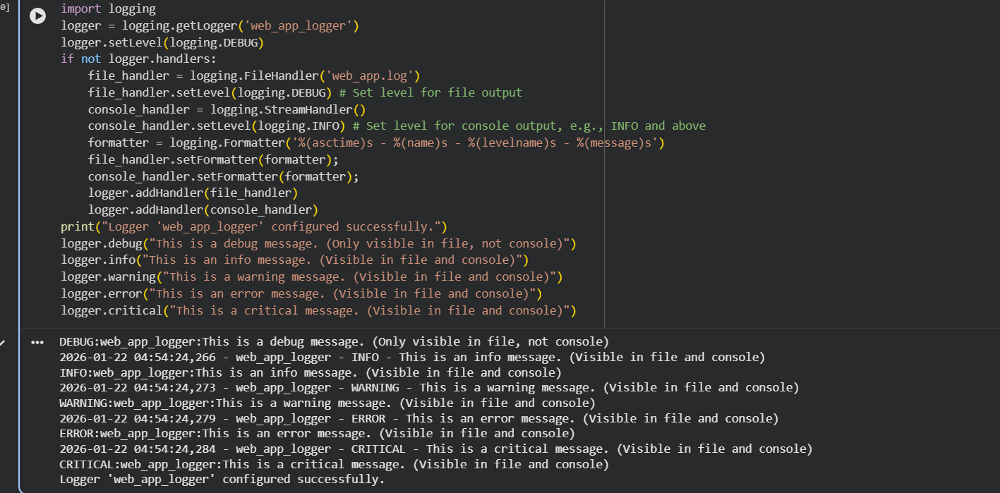 0]
import logging
logger = logging.getLogger('web_app_logger')
logger.setLevel(logging.DEBUG)
if not logger.handlers:
    file_handler = logging.FileHandler('web_app.log')
    file_handler.setLevel(logging.DEBUG) # Set level for file output
    console_handler = logging.StreamHandler()
    console_handler.setLevel(logging.INFO) # Set level for console output, e.g., INFO and above
    formatter = logging.Formatter('%(asctime)s - %(name)s - %(levelname)s - %(message)s')
    file_handler.setFormatter(formatter);
    console_handler.setFormatter(formatter);
    logger.addHandler(file_handler)
    logger.addHandler(console_handler)
print("Logger 'web_app_logger' configured successfully.")
logger.debug("This is a debug message. (Only visible in file, not console)")
logger.info("This is an info message. (Visible in file and console)")
logger.warning("This is a warning message. (Visible in file and console)")
logger.error("This is an error message. (Visible in file and console)")
logger.critical("This is a critical message. (Visible in file and console)")
DEBUG:web_app_logger:This is a debug message. (Only visible in file, not console)
2026-01-22 04:54:24,266 - web_app_logger - INFO - This is an info message. (Visible in file and console)
INFO:web_app_logger:This is an info message. (Visible in file and console)
2026-01-22 04:54:24,273 - web_app_logger - WARNING - This is a warning message. (Visible in file and console)
WARNING:web_app_logger:This is a warning message. (Visible in file and console)
2026-01-22 04:54:24,279 - web_app_logger - ERROR - This is an error message. (Visible in file and console)
ERROR:web_app_logger:This is an error message. (Visible in file and console)
2026-01-22 04:54:24,284 - web_app_logger - CRITICAL - This is a critical message. (Visible in file and console)
CRITICAL:web_app_logger:This is a critical message. (Visible in file and console)
Logger 'web_app_logger' configured successfully.